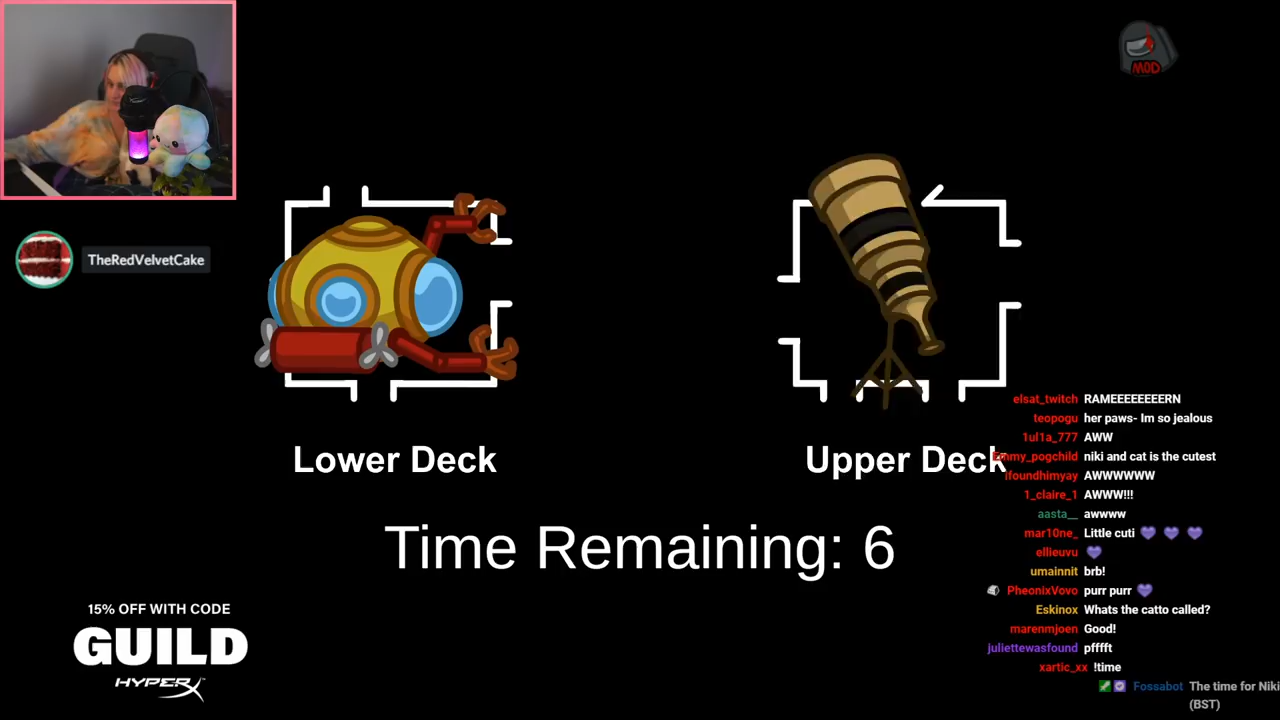 MOD
TheRedVelvetCake
Lower Deck
Upper Deck
Time Remaining: 6
15% OFF WITH CODE
GUILD
HYPERX
elsat_twitch RAMEEEEEEEERN
teopogu her paws- Im so jealous
1ul1a_777 AWW
Emmy_pogchild niki and cat is the cutest
ifoundhimyay AWWWWWW
1_claire_1 AWWW!!!
aasta__ awwww
mar10ne_ Little cuti
ellieuvu
umainnit brb!
PheonixVovo purr purr
Eskinox Whats the catto called?
marenmjoen Good!
juliettewasfound pfffft
xartic_xx !time
Fossabot The time for Niki
(BST)